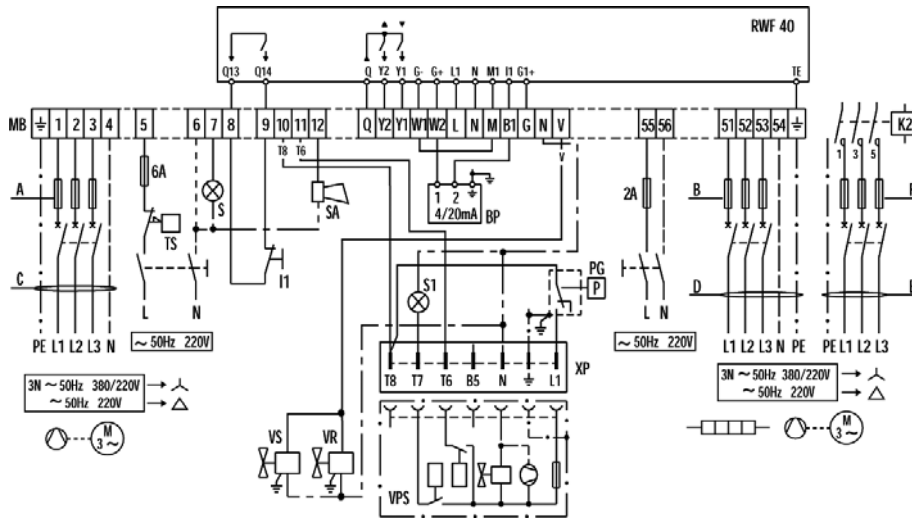 RWF 40
Q13 Q14 Q Y2 Y1 G- G+ L1 N M1 I1 G1+ TE
MB 1 2 3 4 5 6 7 8 9 10 11 12 Q Y2 Y1 W1 W2 L N M B1 G N V 55 56 51 52 53 54 K2
T8 T6 V 1 3 5
A 6A S SA 1 2 2A B
4/20mA BP
TS
C I1 S1 PG P D
L N L N
~ 50Hz 220V ~ 50Hz 220V
PE L1 L2 L3 N L1 L2 L3 N PE PE L1 L2 L3
XP
T8 T7 T6 B5 N L1
3N ~ 50Hz 380/220V
~ 50Hz 220V
3N ~ 50Hz 380/220V
~ 50Hz 220V
M
3~
M
3~
VS VR
VPS